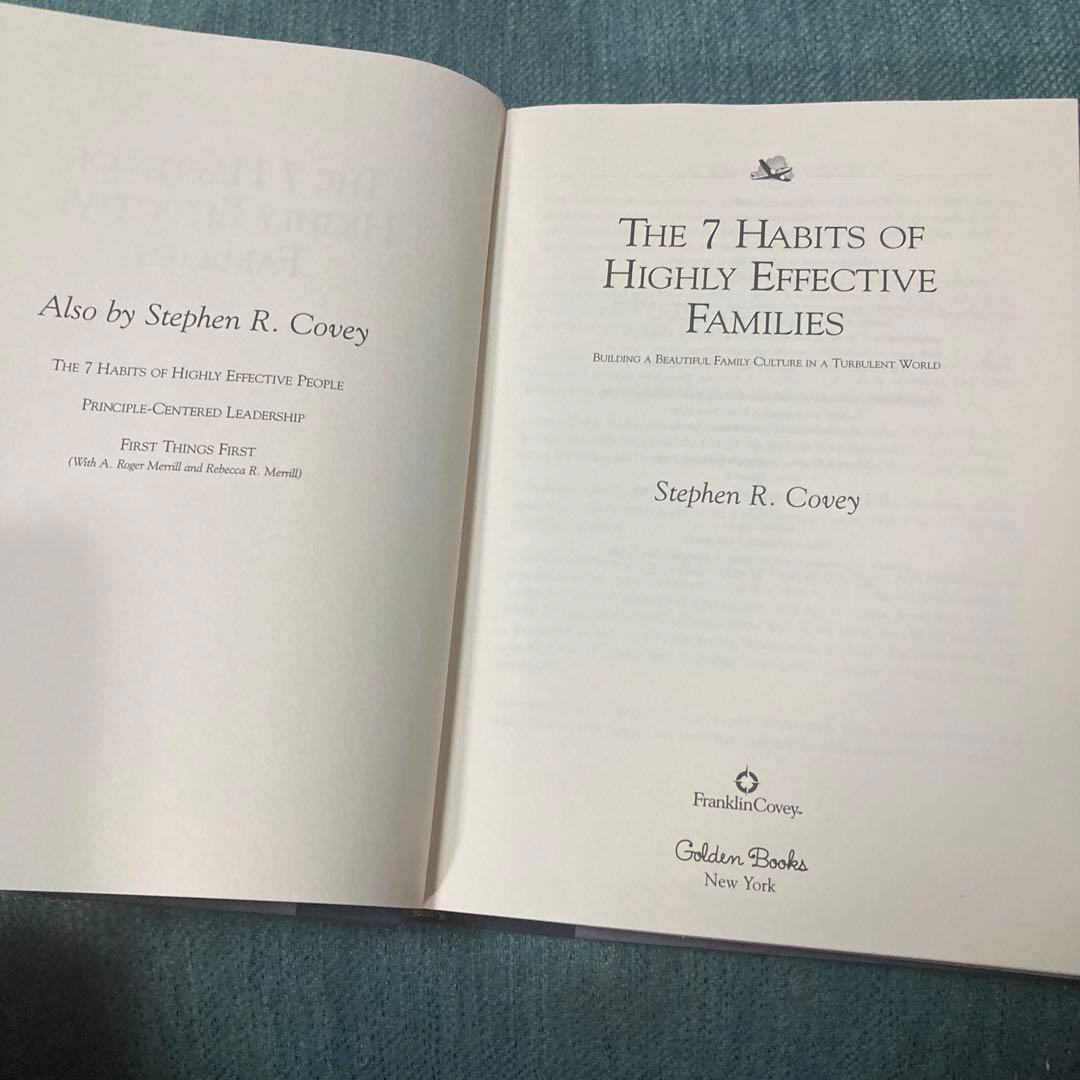 Also by Stephen R. Covey
THE 7 HABITS OF HIGHLY EFFECTIVE PEOPLE
PRINCIPLE-CENTERED LEADERSHIP
FIRST THINGS FIRST
(With A. Roger Merrill and Rebecca R. Merrill)
THE 7 HABITS OF
HIGHLY EFFECTIVE
FAMILIES
BUILDING A BEAUTIFUL FAMILY CULTURE IN A TURBULENT WORLD
Stephen R. Covey
FranklinCovey™
Golden Books
New York